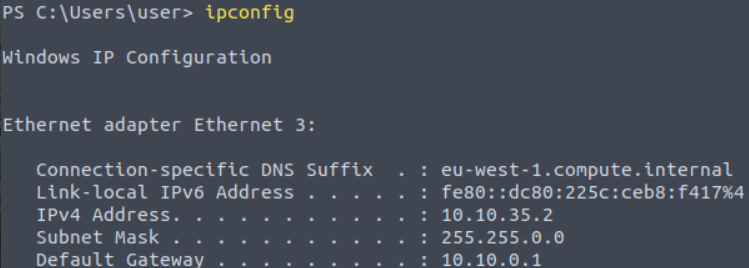 PS C:\Users\user> ipconfig
Windows IP Configuration
Ethernet adapter Ethernet 3:
Connection-specific DNS Suffix  . : eu-west-1.compute.internal
Link-local IPv6 Address . . . . . : fe80::dc80:225c:ceb8:f417%4
IPv4 Address. . . . . . . . . . . : 10.10.35.2
Subnet Mask . . . . . . . . . . . : 255.255.0.0
Default Gateway . . . . . . . . . : 10.10.0.1